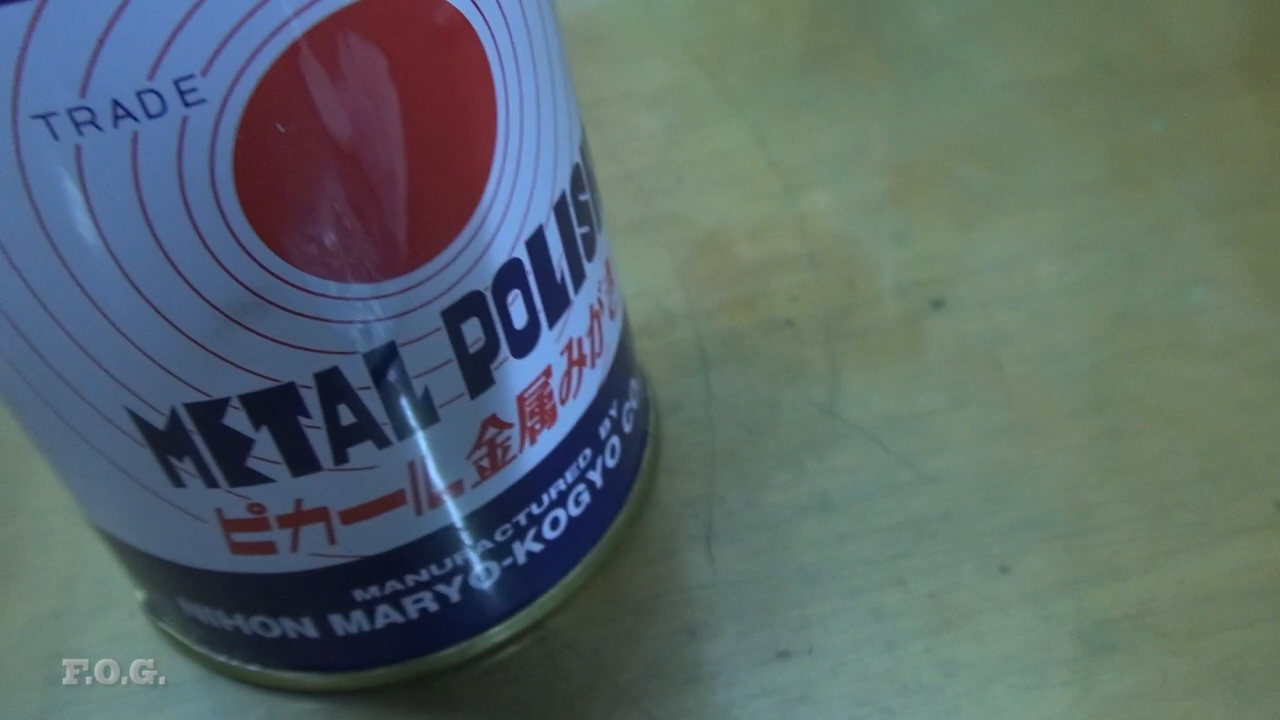 TRADE
METAL POLISH
ピカール金属みがき
MANUFACTURED BY
NIHON MARYO-KOGYO CO.
F.O.G.